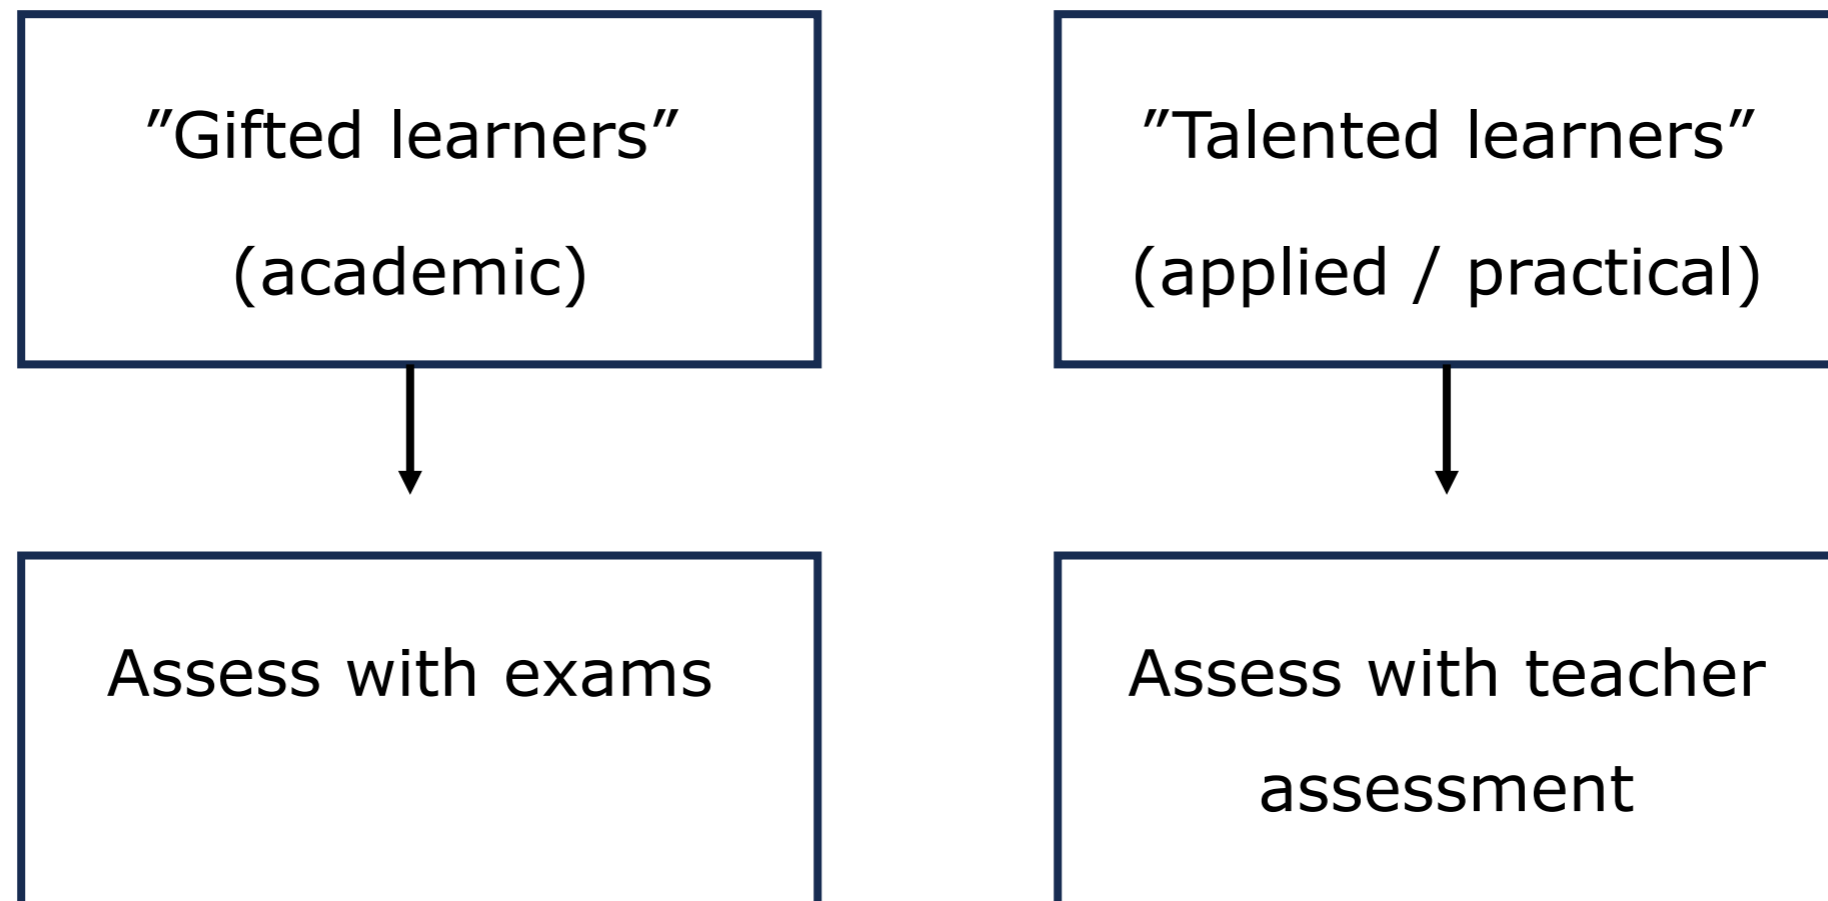 ”Gifted learners”
(academic)
”Talented learners”
(applied / practical)
Assess with exams
Assess with teacher
assessment